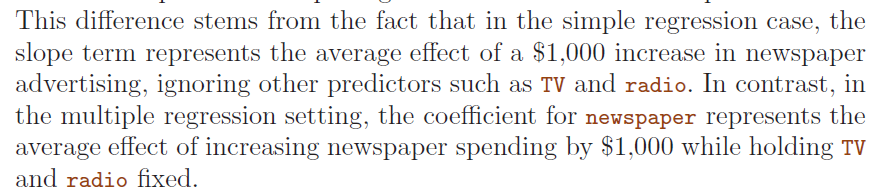 This difference stems from the fact that in the simple regression case, the
slope term represents the average effect of a $1,000 increase in newspaper
advertising, ignoring other predictors such as TV and radio. In contrast, in
the multiple regression setting, the coefficient for newspaper represents the
average effect of increasing newspaper spending by $1,000 while holding TV
and radio fixed.